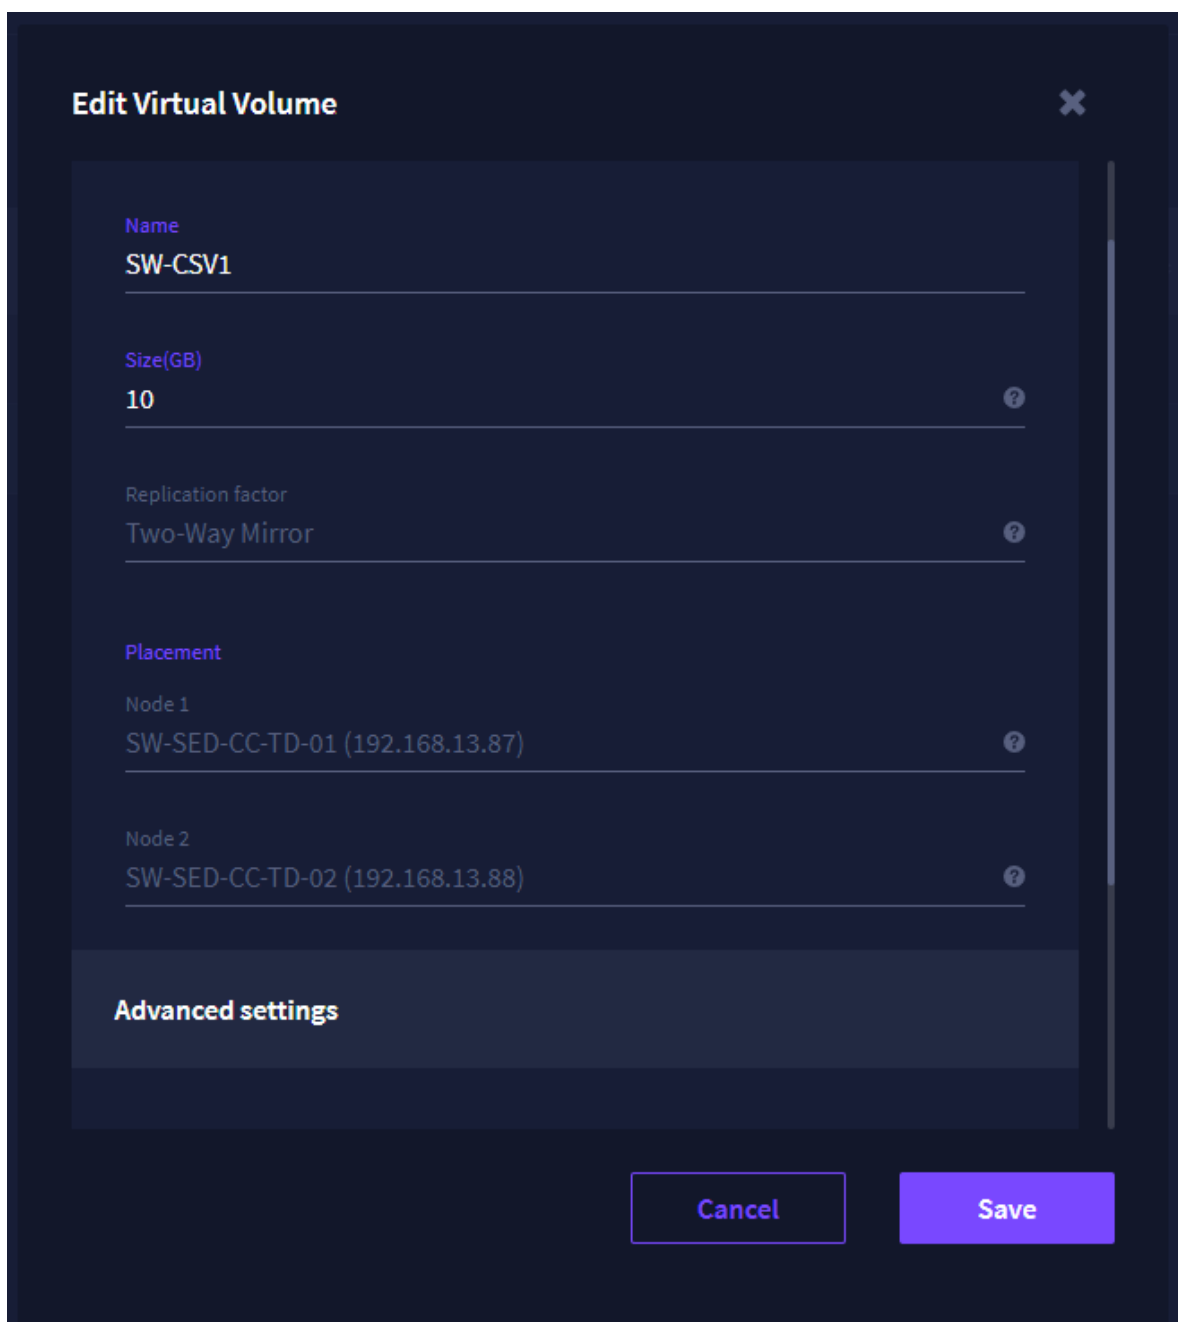 Edit Virtual Volume
Name
SW-CSV1
Size(GB)
10
Replication factor
Two-Way Mirror
Placement
Node 1
SW-SED-CC-TD-01 (192.168.13.87)
Node 2
SW-SED-CC-TD-02 (192.168.13.88)
Advanced settings
Cancel
Save